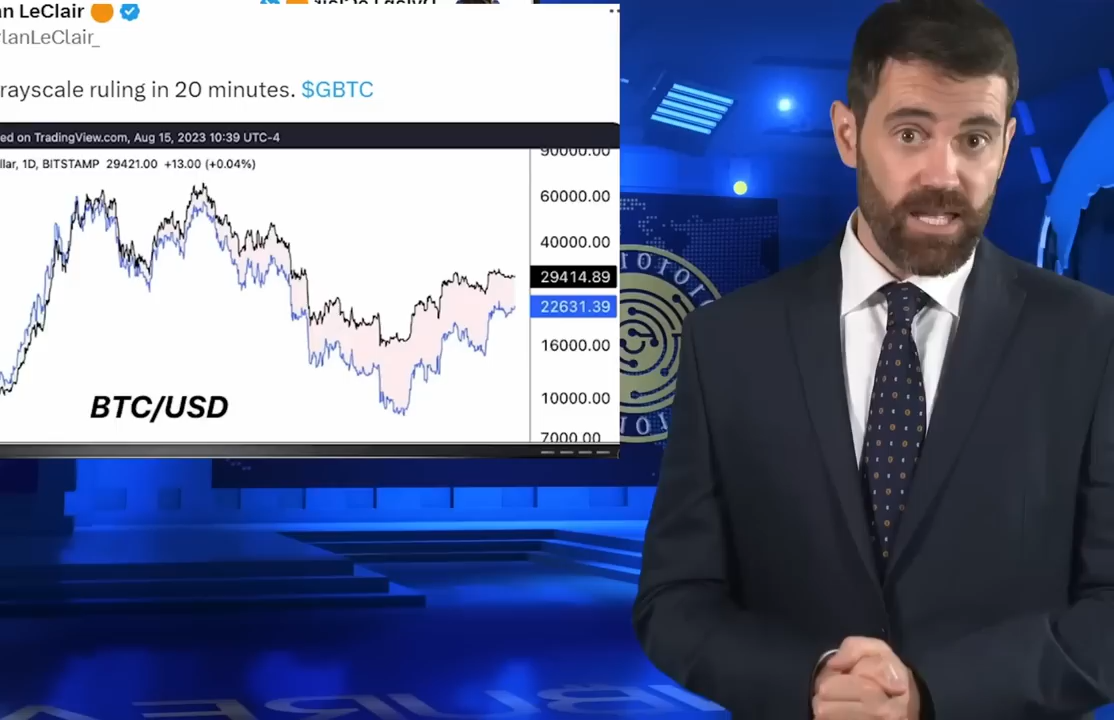 an LeClair
lanLeClair_
rayscale ruling in 20 minutes. $GBTC
ed on TradingView.com, Aug 15, 2023 10:39 UTC-4
llar, 1D, BITSTAMP 29421.00 +13.00 (+0.04%)
90000.00
60000.00
40000.00
29414.89
22631.39
16000.00
10000.00
7000.00
BTC/USD